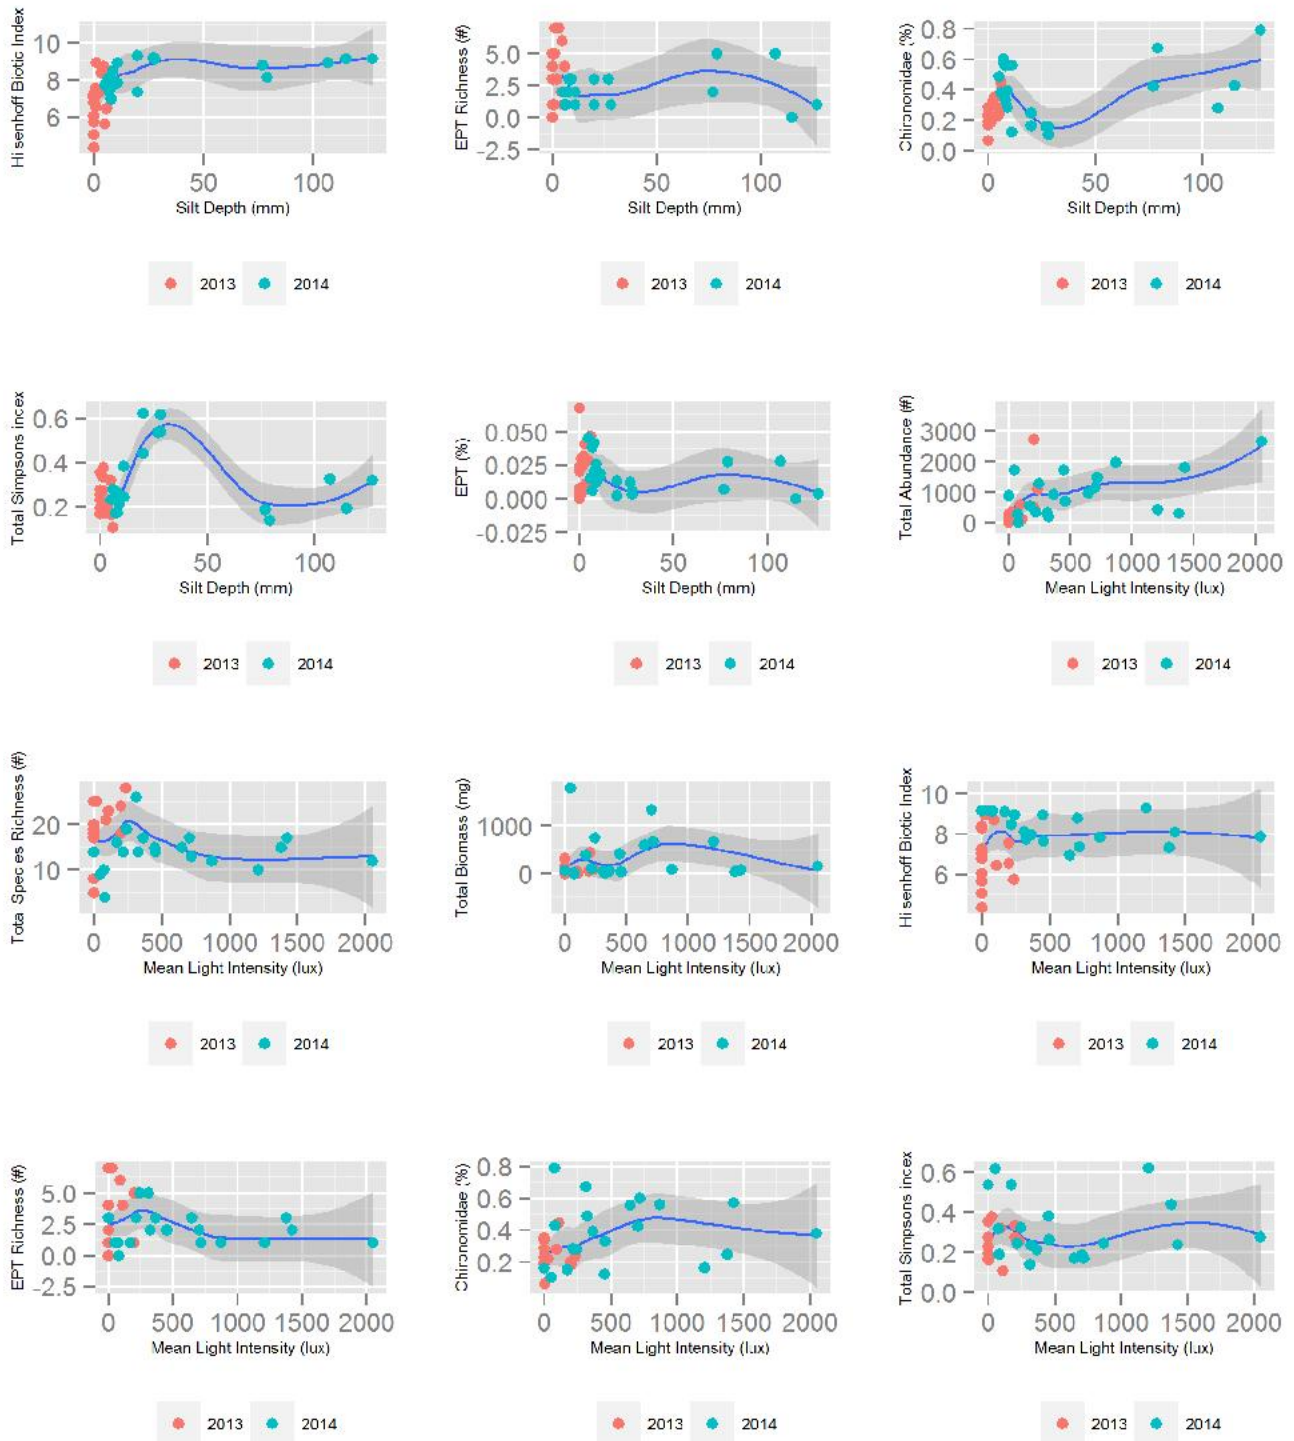 Hi senhoff Biotic Index
10
8
6
0 50 100
Silt Depth (mm)
2013 2014
EPT Richness (#)
5.0
2.5
0.0
-2.5
0 50 100
Silt Depth (mm)
2013 2014
Chironomidae (%)
0.8
0.6
0.4
0.2
0.0
0 50 100
Silt Depth (mm)
2013 2014
Total Simpsons incex
0.6
0.4
0.2
0 50 100
Silt Depth (mm)
2013 2014
EPT (%)
0.050
0.025
0.000
-0.025
0 50 100
Silt Depth (mm)
2013 2014
Total Abundance (#)
3000
2000
1000
0
0 500 1000 1500 2000
Mean Light Intensity (lux)
2013 2014
Tota Species Richness (#)
20
10
0 500 1000 1500 2000
Mean Light Intensity (lux)
2013 2014
Total Biomass (mg)
1000
0
0 500 1000 1500 2000
Mean Light Intensity (lux)
2013 2014
Hi senhoff Biotic Index
10
8
6
0 500 1000 1500 2000
Mean Light Intensity (lux)
2013 2014
EPT Richness (#)
5.0
2.5
0.0
-2.5
0 500 1000 1500 2000
Mean Light Intensity (lux)
2013 2014
Chironomidae (%)
0.8
0.6
0.4
0.2
0 500 1000 1500 2000
Mean Light Intensity (lux)
2013 2014
Total Simpsons incex
0.6
0.4
0.2
0.0
0 500 1000 1500 2000
Mean Light Intensity (lux)
2013 2014